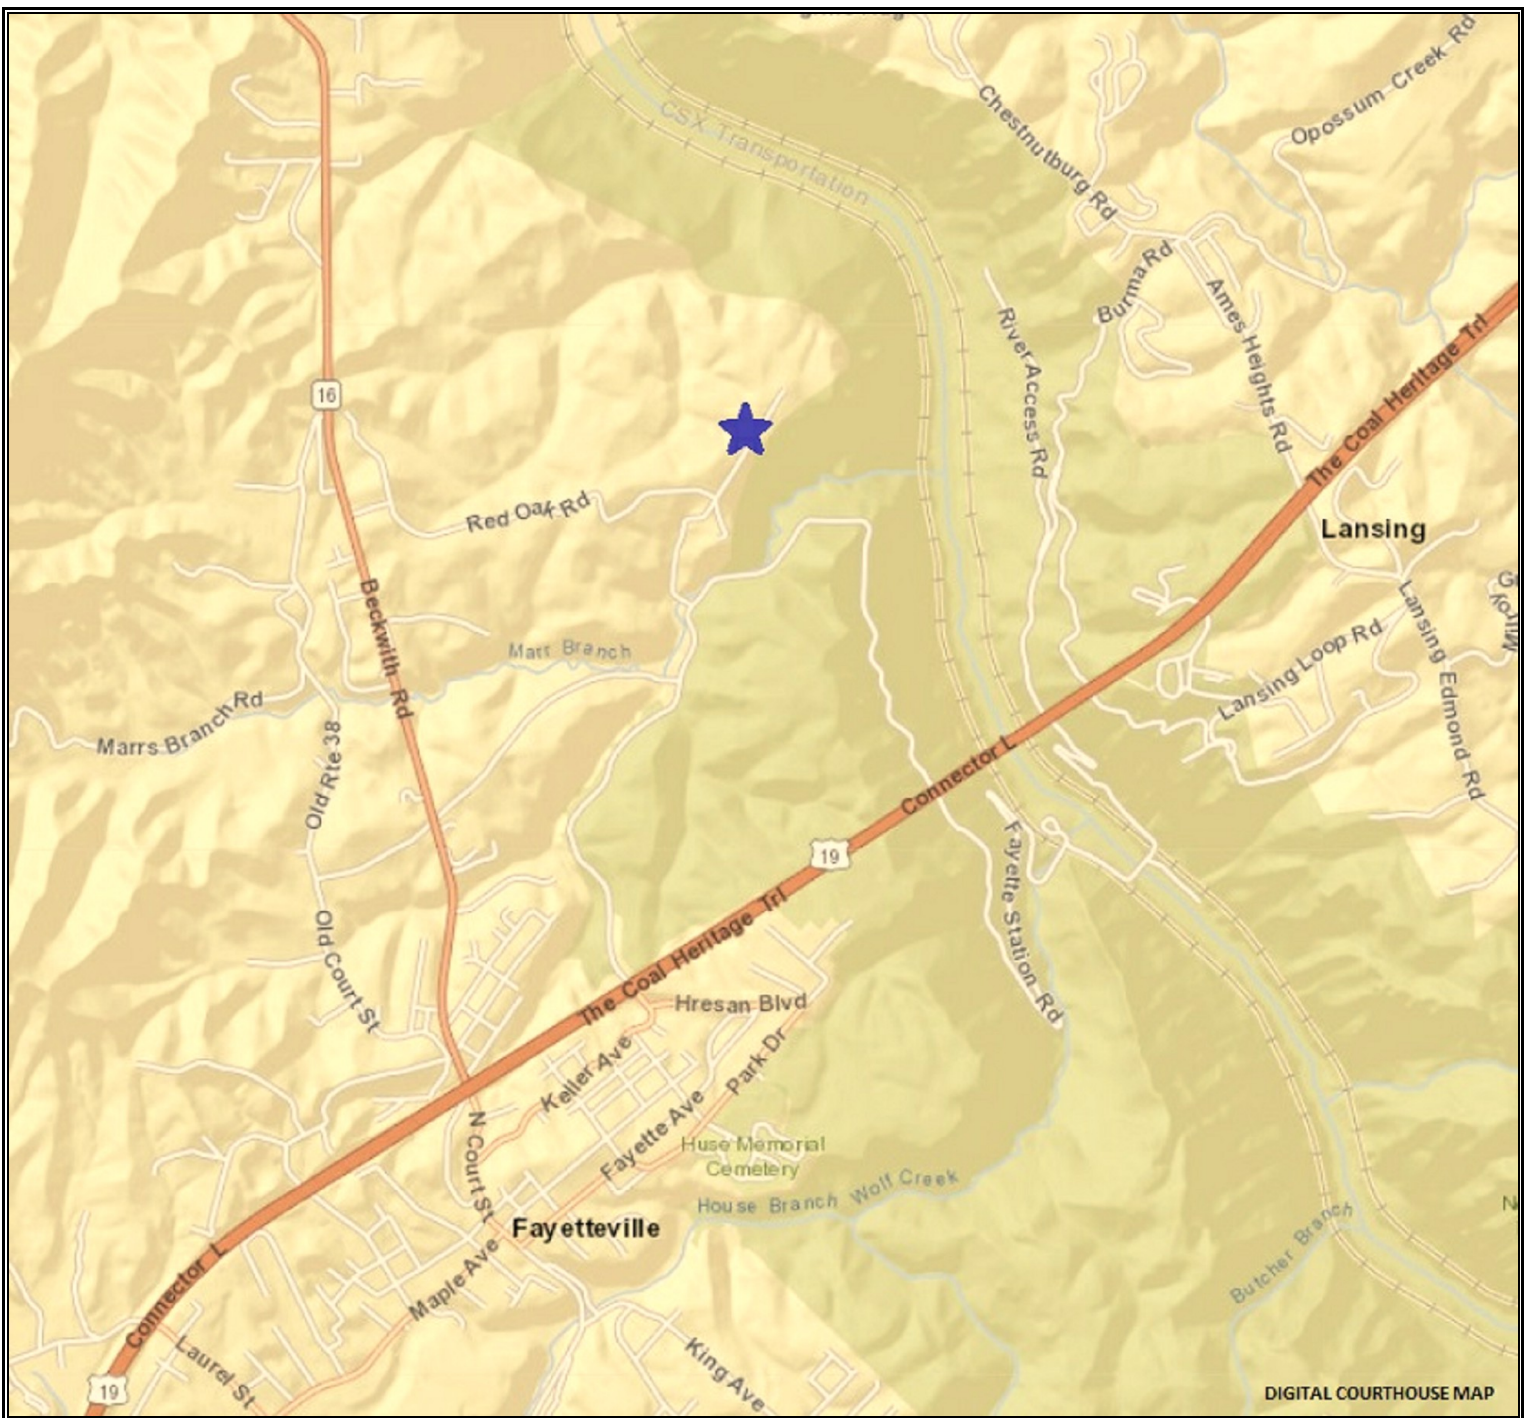 CSX Transportation
Chestnutburg Rd
Opossum Creek Rd
Burma Rd
River Access Rd
Ames Heights Rd
The Coal Heritage Trl
16
Red Oak Rd
Lansing
Beckwith Rd
Marr Branch
Lansing Loop Rd
Lansing Edmond Rd
Marrs Branch Rd
Old Rte 38
Connector L
19
Fayette Station Rd
The Coal Heritage Trl
Old Court St
Hresan Blvd
Keller Ave
Park Dr
Fayette Ave
N Court St
Huse Memorial
Cemetery
House Branch Wolf Creek
Fayetteville
Maple Ave
Butcher Branch
Connector L
Laurel St
King Ave
19
DIGITAL COURTHOUSE MAP